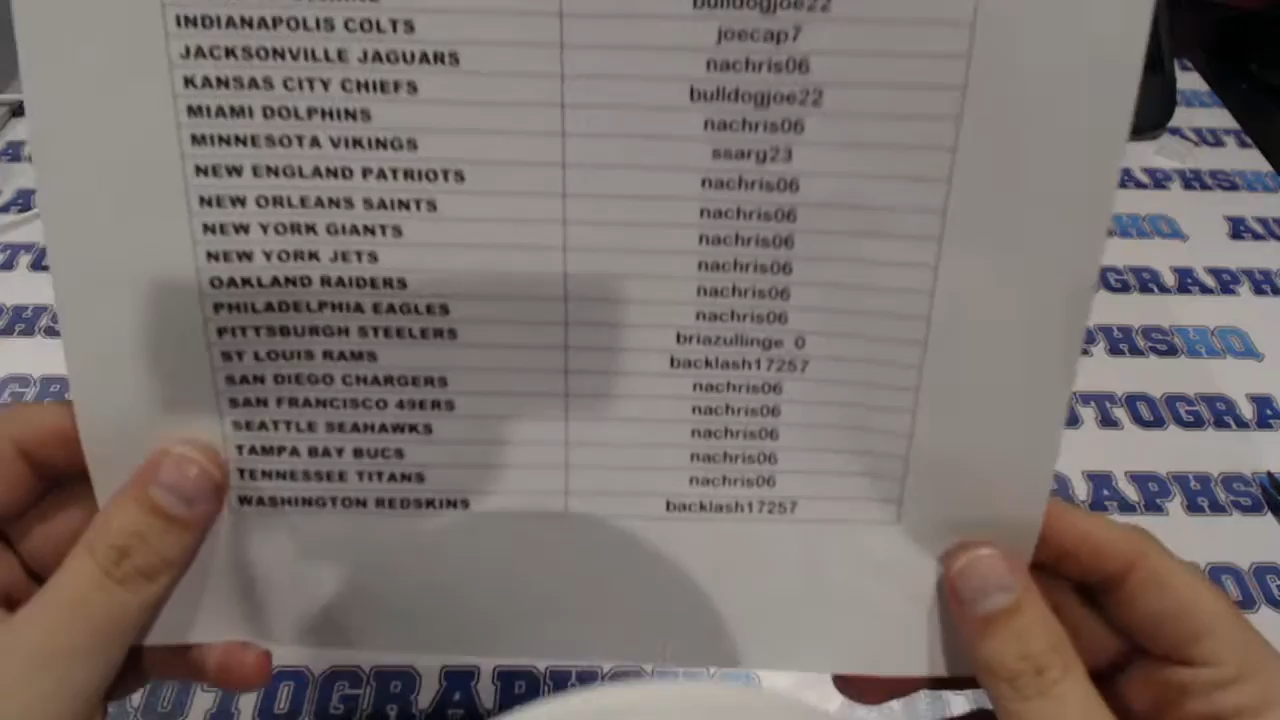 bulldogjoe22
INDIANAPOLIS COLTS joecap7
JACKSONVILLE JAGUARS nachris06
KANSAS CITY CHIEFS bulldogjoe22
MIAMI DOLPHINS nachris06
MINNESOTA VIKINGS ssarg23
NEW ENGLAND PATRIOTS nachris06
NEW ORLEANS SAINTS nachris06
NEW YORK GIANTS nachris06
NEW YORK JETS nachris06
OAKLAND RAIDERS nachris06
PHILADELPHIA EAGLES nachris06
PITTSBURGH STEELERS briazullinge_0
ST LOUIS RAMS backlash17257
SAN DIEGO CHARGERS nachris06
SAN FRANCISCO 49ERS nachris06
SEATTLE SEAHAWKS nachris06
TAMPA BAY BUCS nachris06
TENNESSEE TITANS nachris06
WASHINGTON REDSKINS backlash17257
AUTOGRAPHSHQ